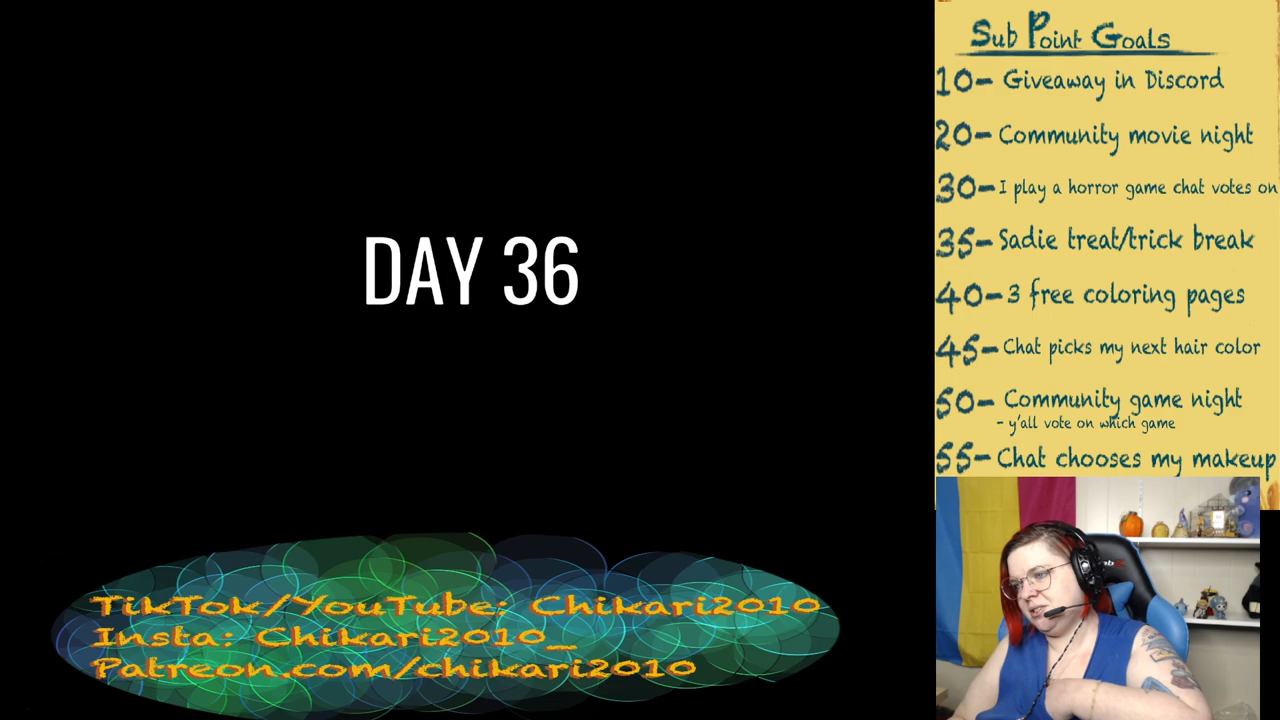 DAY 36
TikTok/YouTube: Chikari2010
Insta: Chikari2010_
Patreon.com/chikari2010
Sub Point Goals
10- Giveaway in Discord
20- Community movie night
30- I play a horror game chat votes on
35- Sadie treat/trick break
40- 3 free coloring pages
45- Chat picks my next hair color
50- Community game night
- y'all vote on which game
55- Chat chooses my makeup